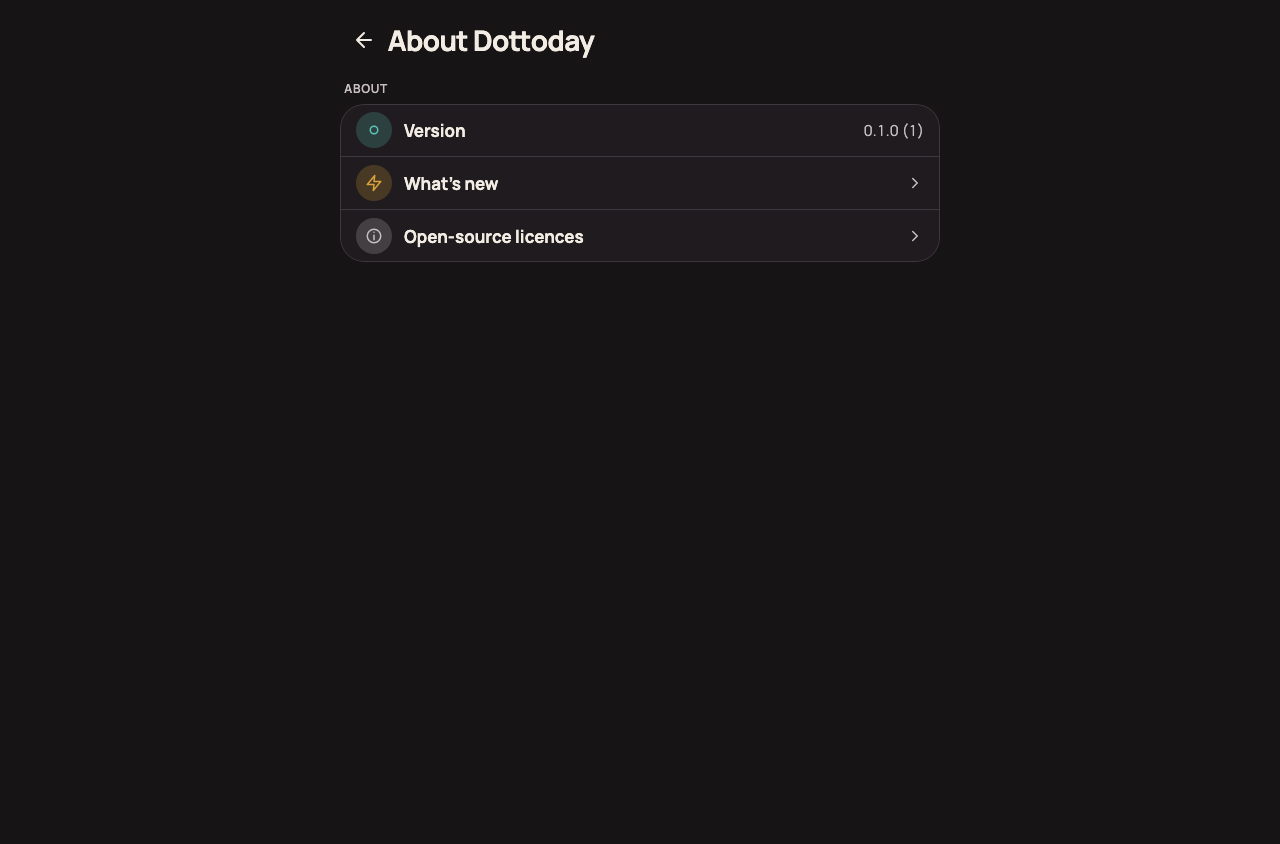 About Dottoday
ABOUT
Version 0.1.0 (1)
What's new
Open-source licences